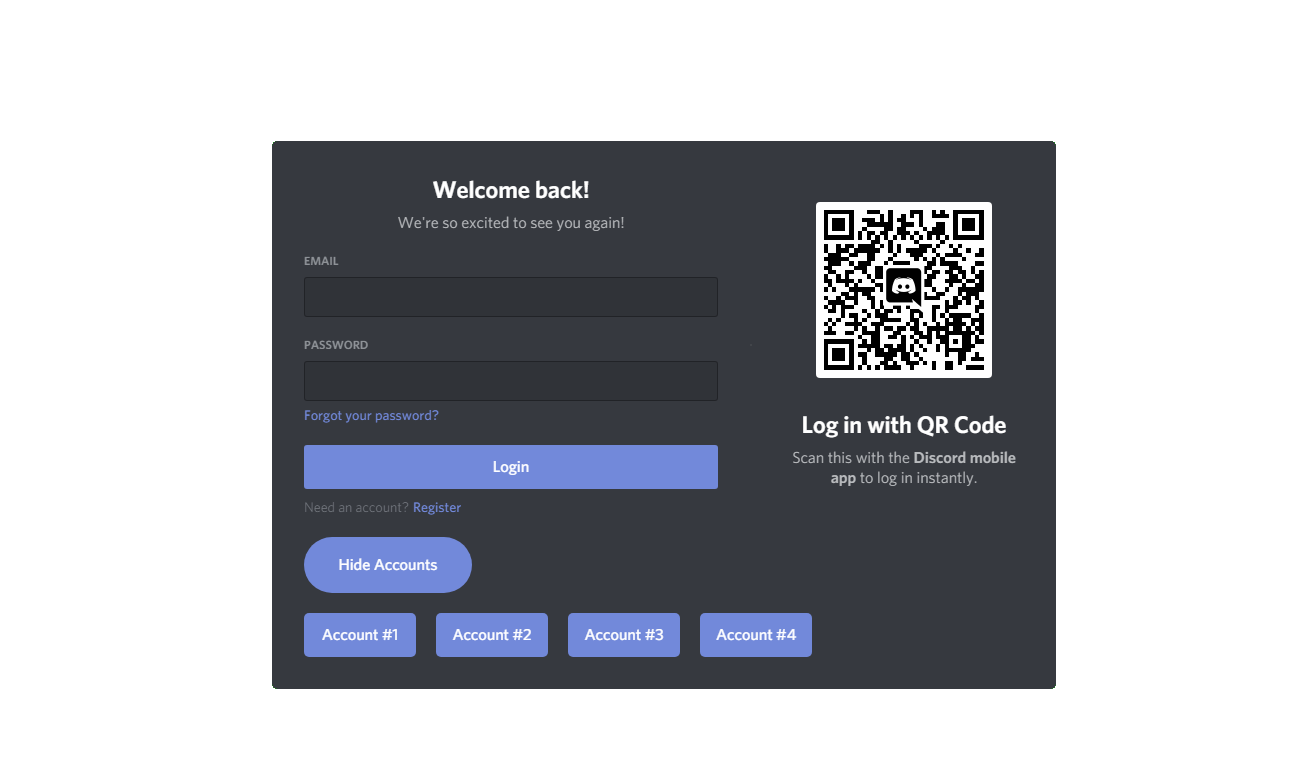 Welcome back!
We're so excited to see you again!
EMAIL
PASSWORD
Forgot your password?
Login
Need an account? Register
Hide Accounts
Account #1 Account #2 Account #3 Account #4
Log in with QR Code
Scan this with the Discord mobile
app to log in instantly.